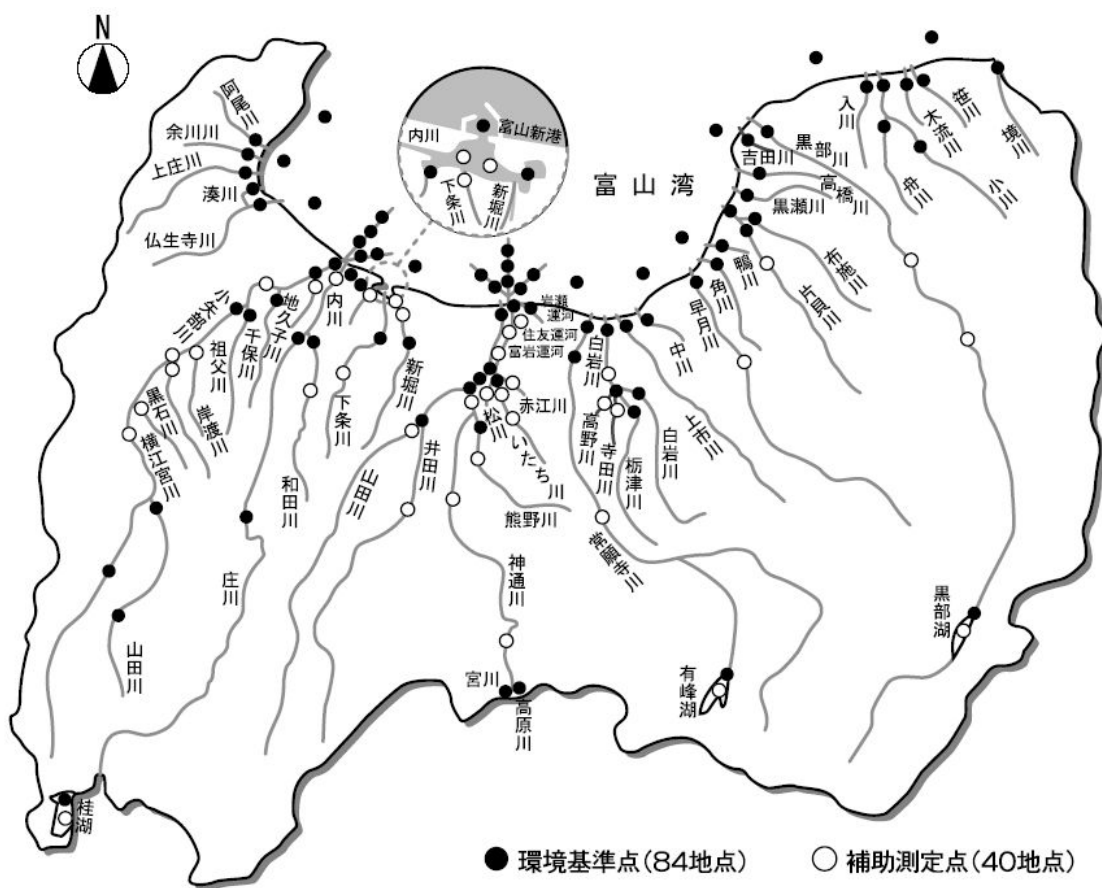 N
阿尾川
余川川
上庄川
湊川
仏生寺川
内川
富山新港
下条川
新堀川
富山湾
入川
舟川
木流川
笹川
小川
境川
黒部川
吉田川
高橋川
黒瀬川
布施川
片貝川
鴨川
角川
早月川
中川
上市川
白岩川
岩瀬運河
住友運河
富岩運河
小矢部川
祖父川
千保川
地久子川
内川
黒石川
岸渡川
横江宮川
和田川
下条川
新堀川
山田川
井田川
松川
赤江川
いたち川
熊野川
高野川
寺田川
栃津川
白岩川
常願寺川
庄川
神通川
山田川
宮川
高原川
有峰湖
黒部湖
桂湖
環境基準点(84地点)
補助測定点(40地点)